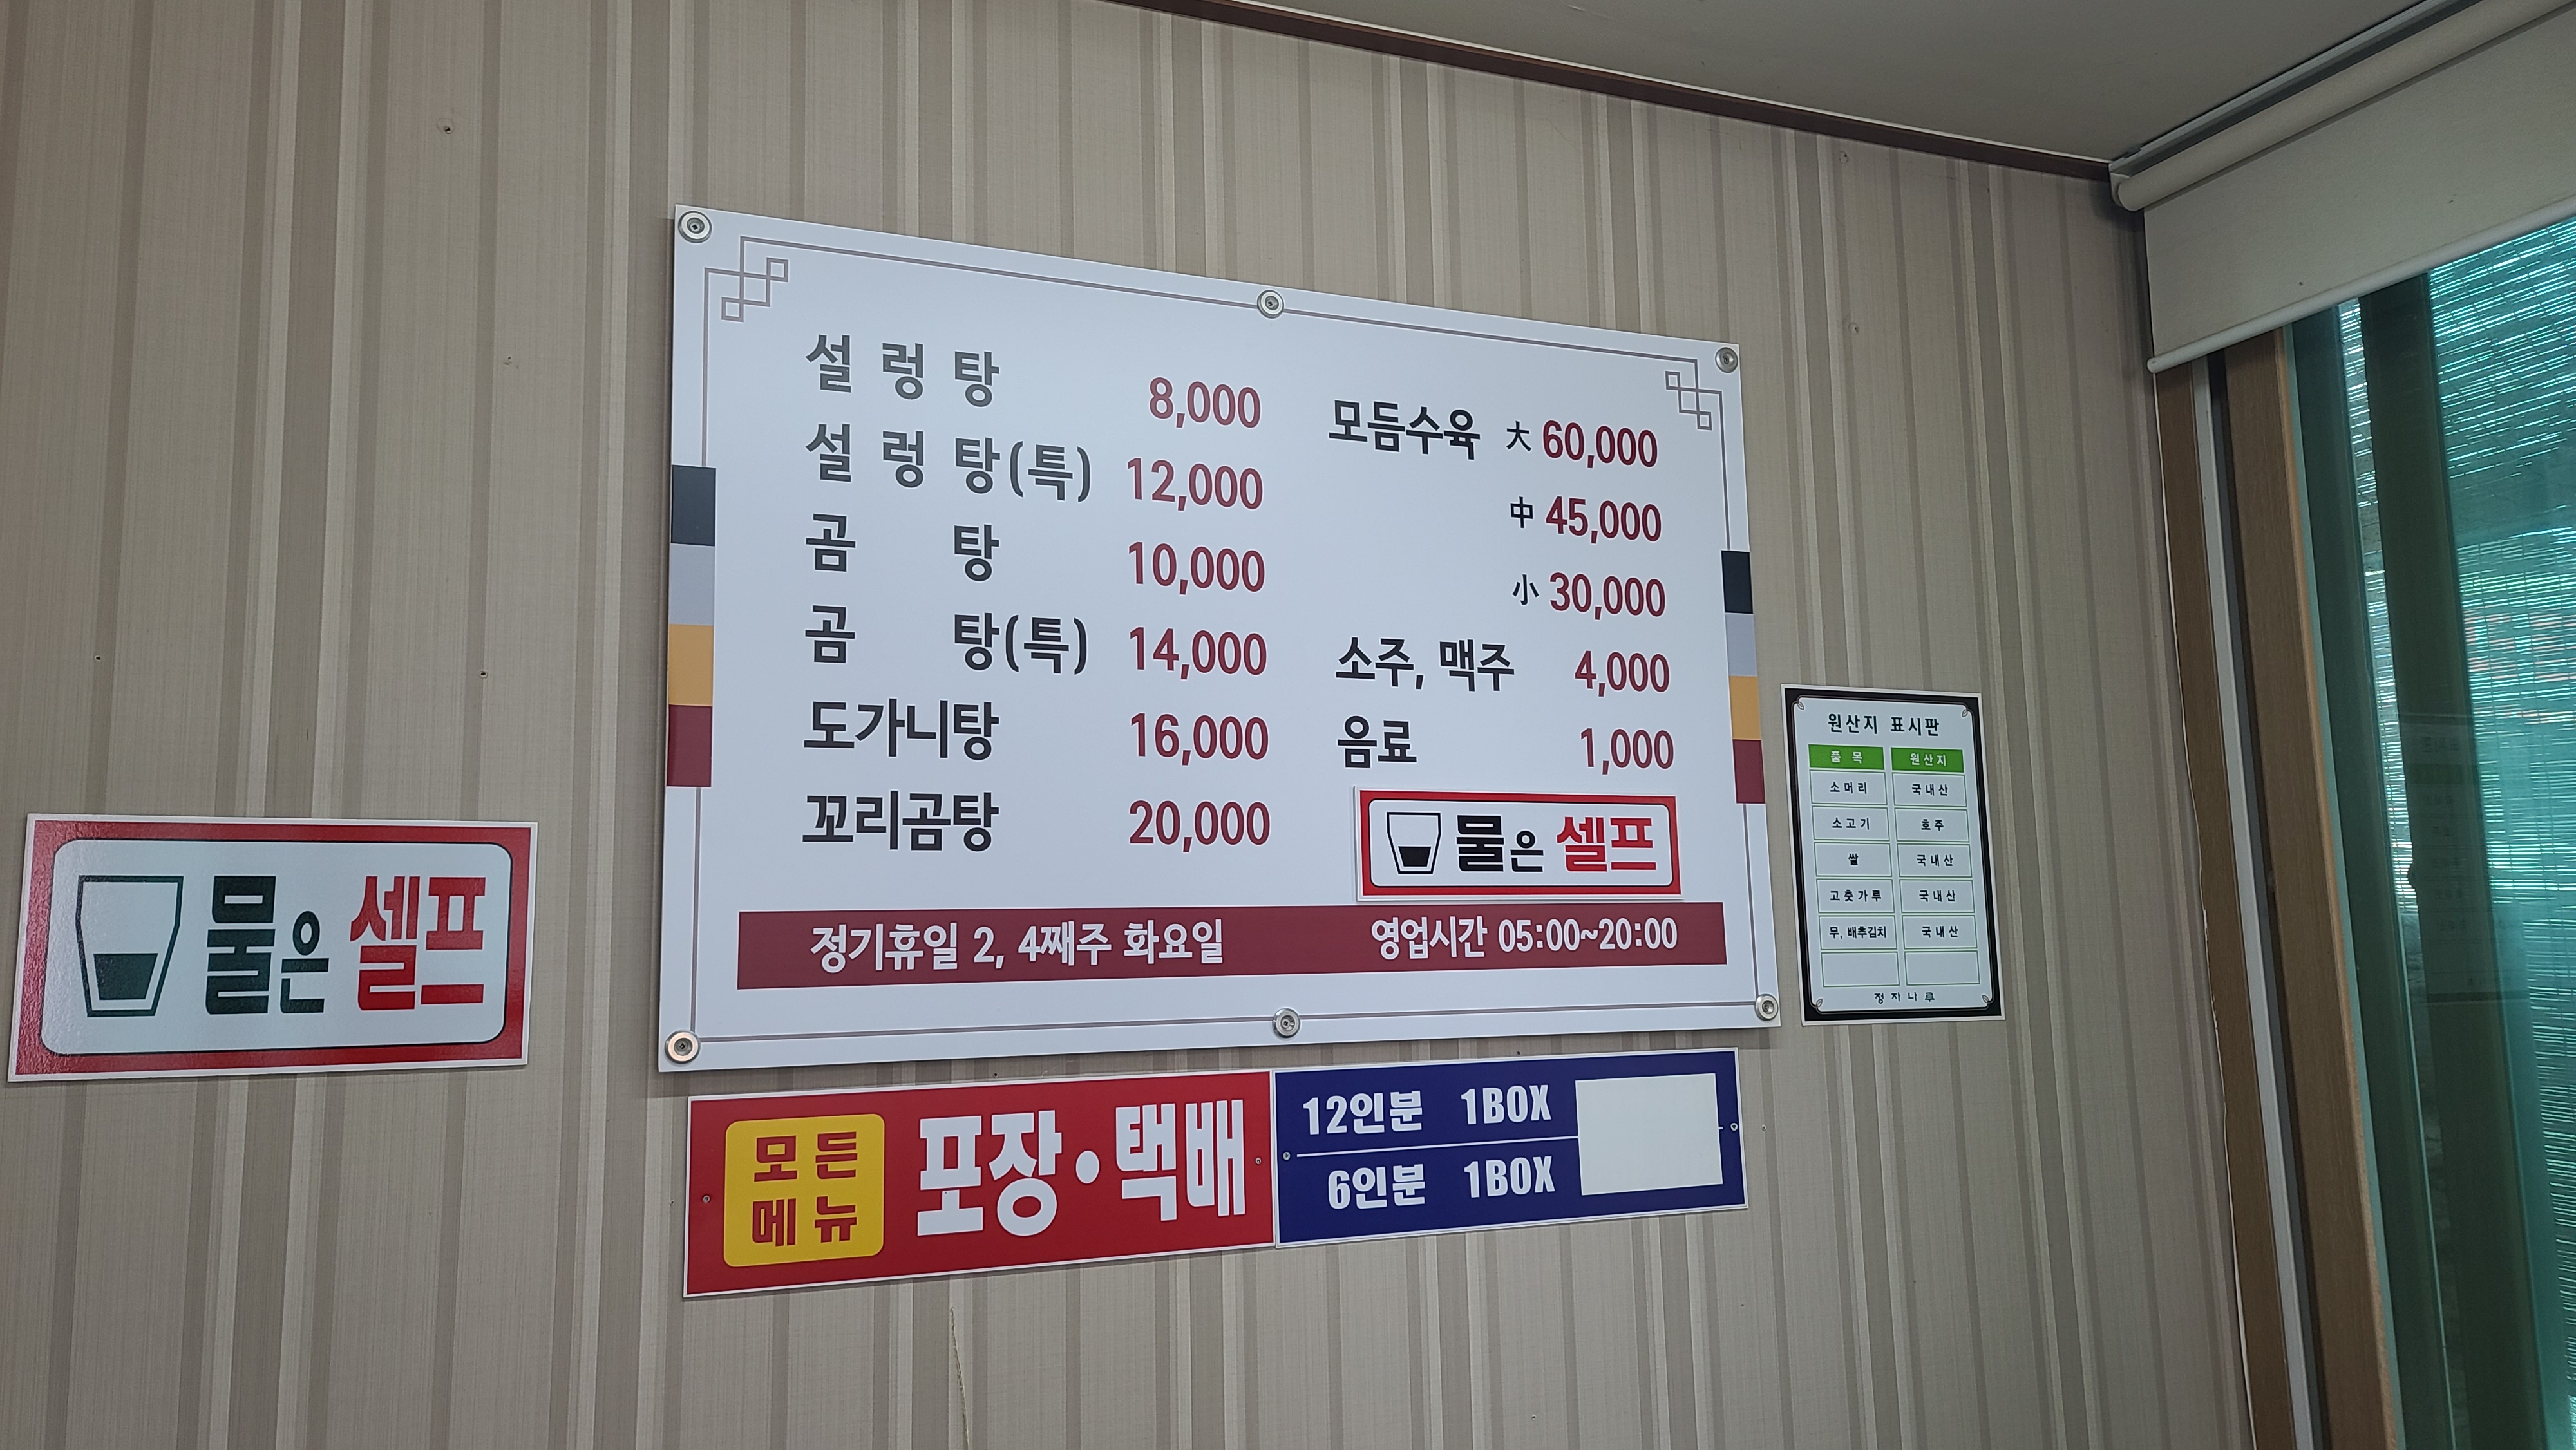 설렁탕 8,000
설렁탕(특) 12,000
곰탕 10,000
곰탕(특) 14,000
도가니탕 16,000
꼬리곰탕 20,000
모듬수육 大 60,000
中 45,000
小 30,000
소주, 맥주 4,000
음료 1,000
물은 셀프
정기휴일 2, 4째주 화요일
영업시간 05:00~20:00
물은 셀프
원산지 표시판
품목 원산지
소머리 국내산
소고기 호주
쌀 국내산
고춧가루 국내산
무, 배추김치 국내산
정자나루
모든
메뉴
포장·택배
12인분 1BOX
6인분 1BOX